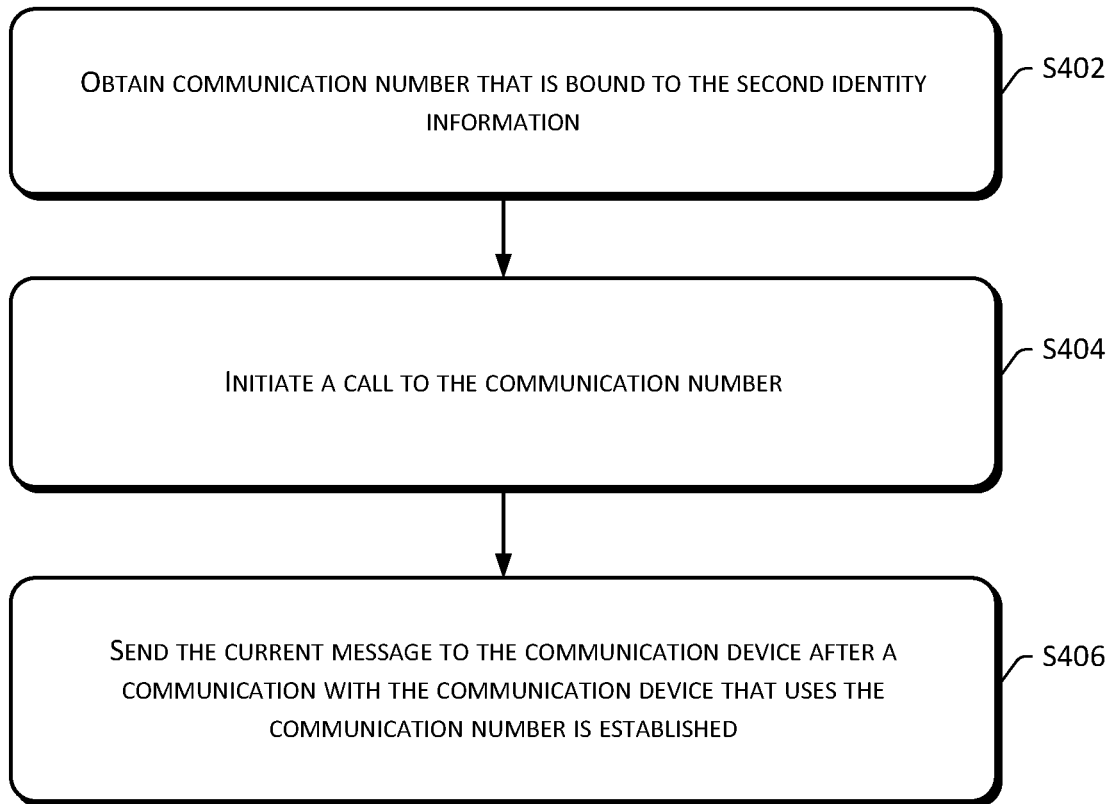 OBTAIN COMMUNICATION NUMBER THAT IS BOUND TO THE SECOND IDENTITY
INFORMATION
S402
INITIATE A CALL TO THE COMMUNICATION NUMBER
S404
SEND THE CURRENT MESSAGE TO THE COMMUNICATION DEVICE AFTER A
COMMUNICATION WITH THE COMMUNICATION DEVICE THAT USES THE
COMMUNICATION NUMBER IS ESTABLISHED
S406